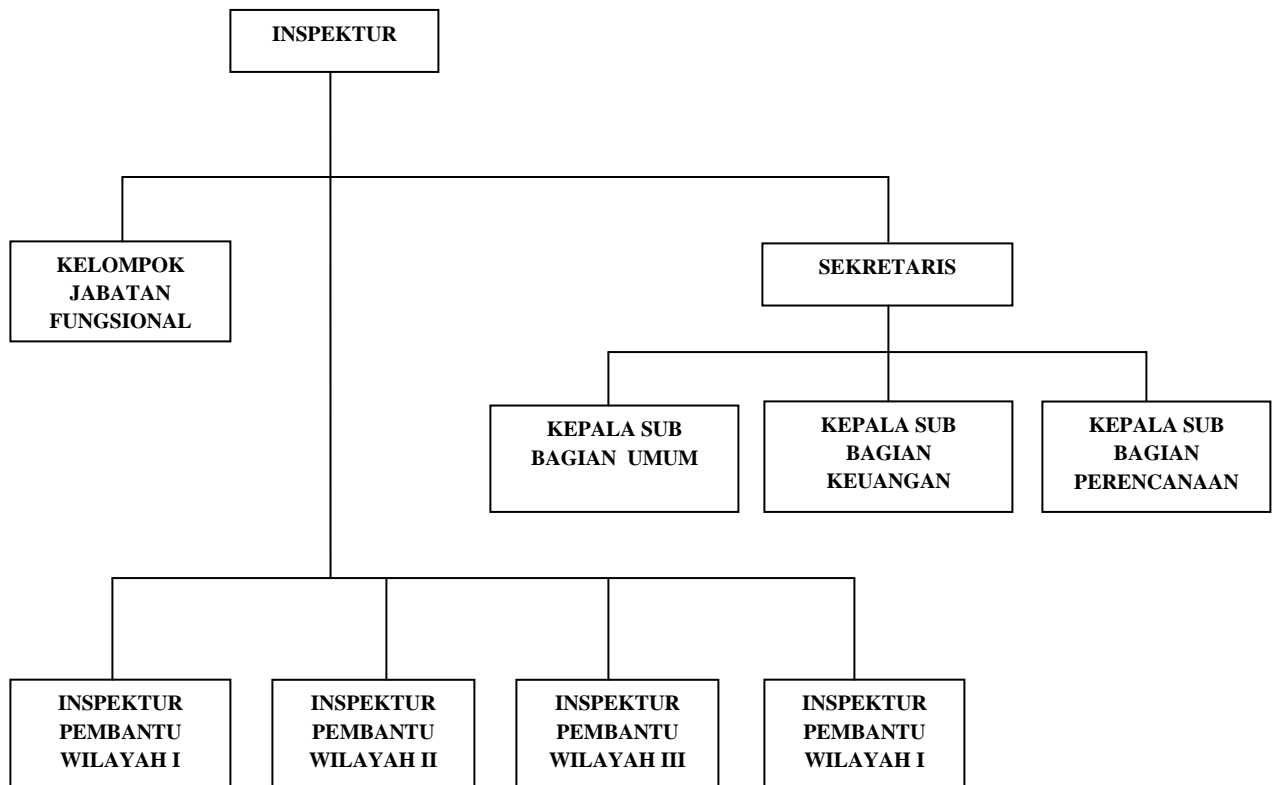 INSPEKTUR
KELOMPOK
JABATAN
FUNGSIONAL
SEKRETARIS
KEPALA SUB
BAGIAN UMUM
KEPALA SUB
BAGIAN
KEUANGAN
KEPALA SUB
BAGIAN
PERENCANAAN
INSPEKTUR
PEMBANTU
WILAYAH I
INSPEKTUR
PEMBANTU
WILAYAH II
INSPEKTUR
PEMBANTU
WILAYAH III
INSPEKTUR
PEMBANTU
WILAYAH I